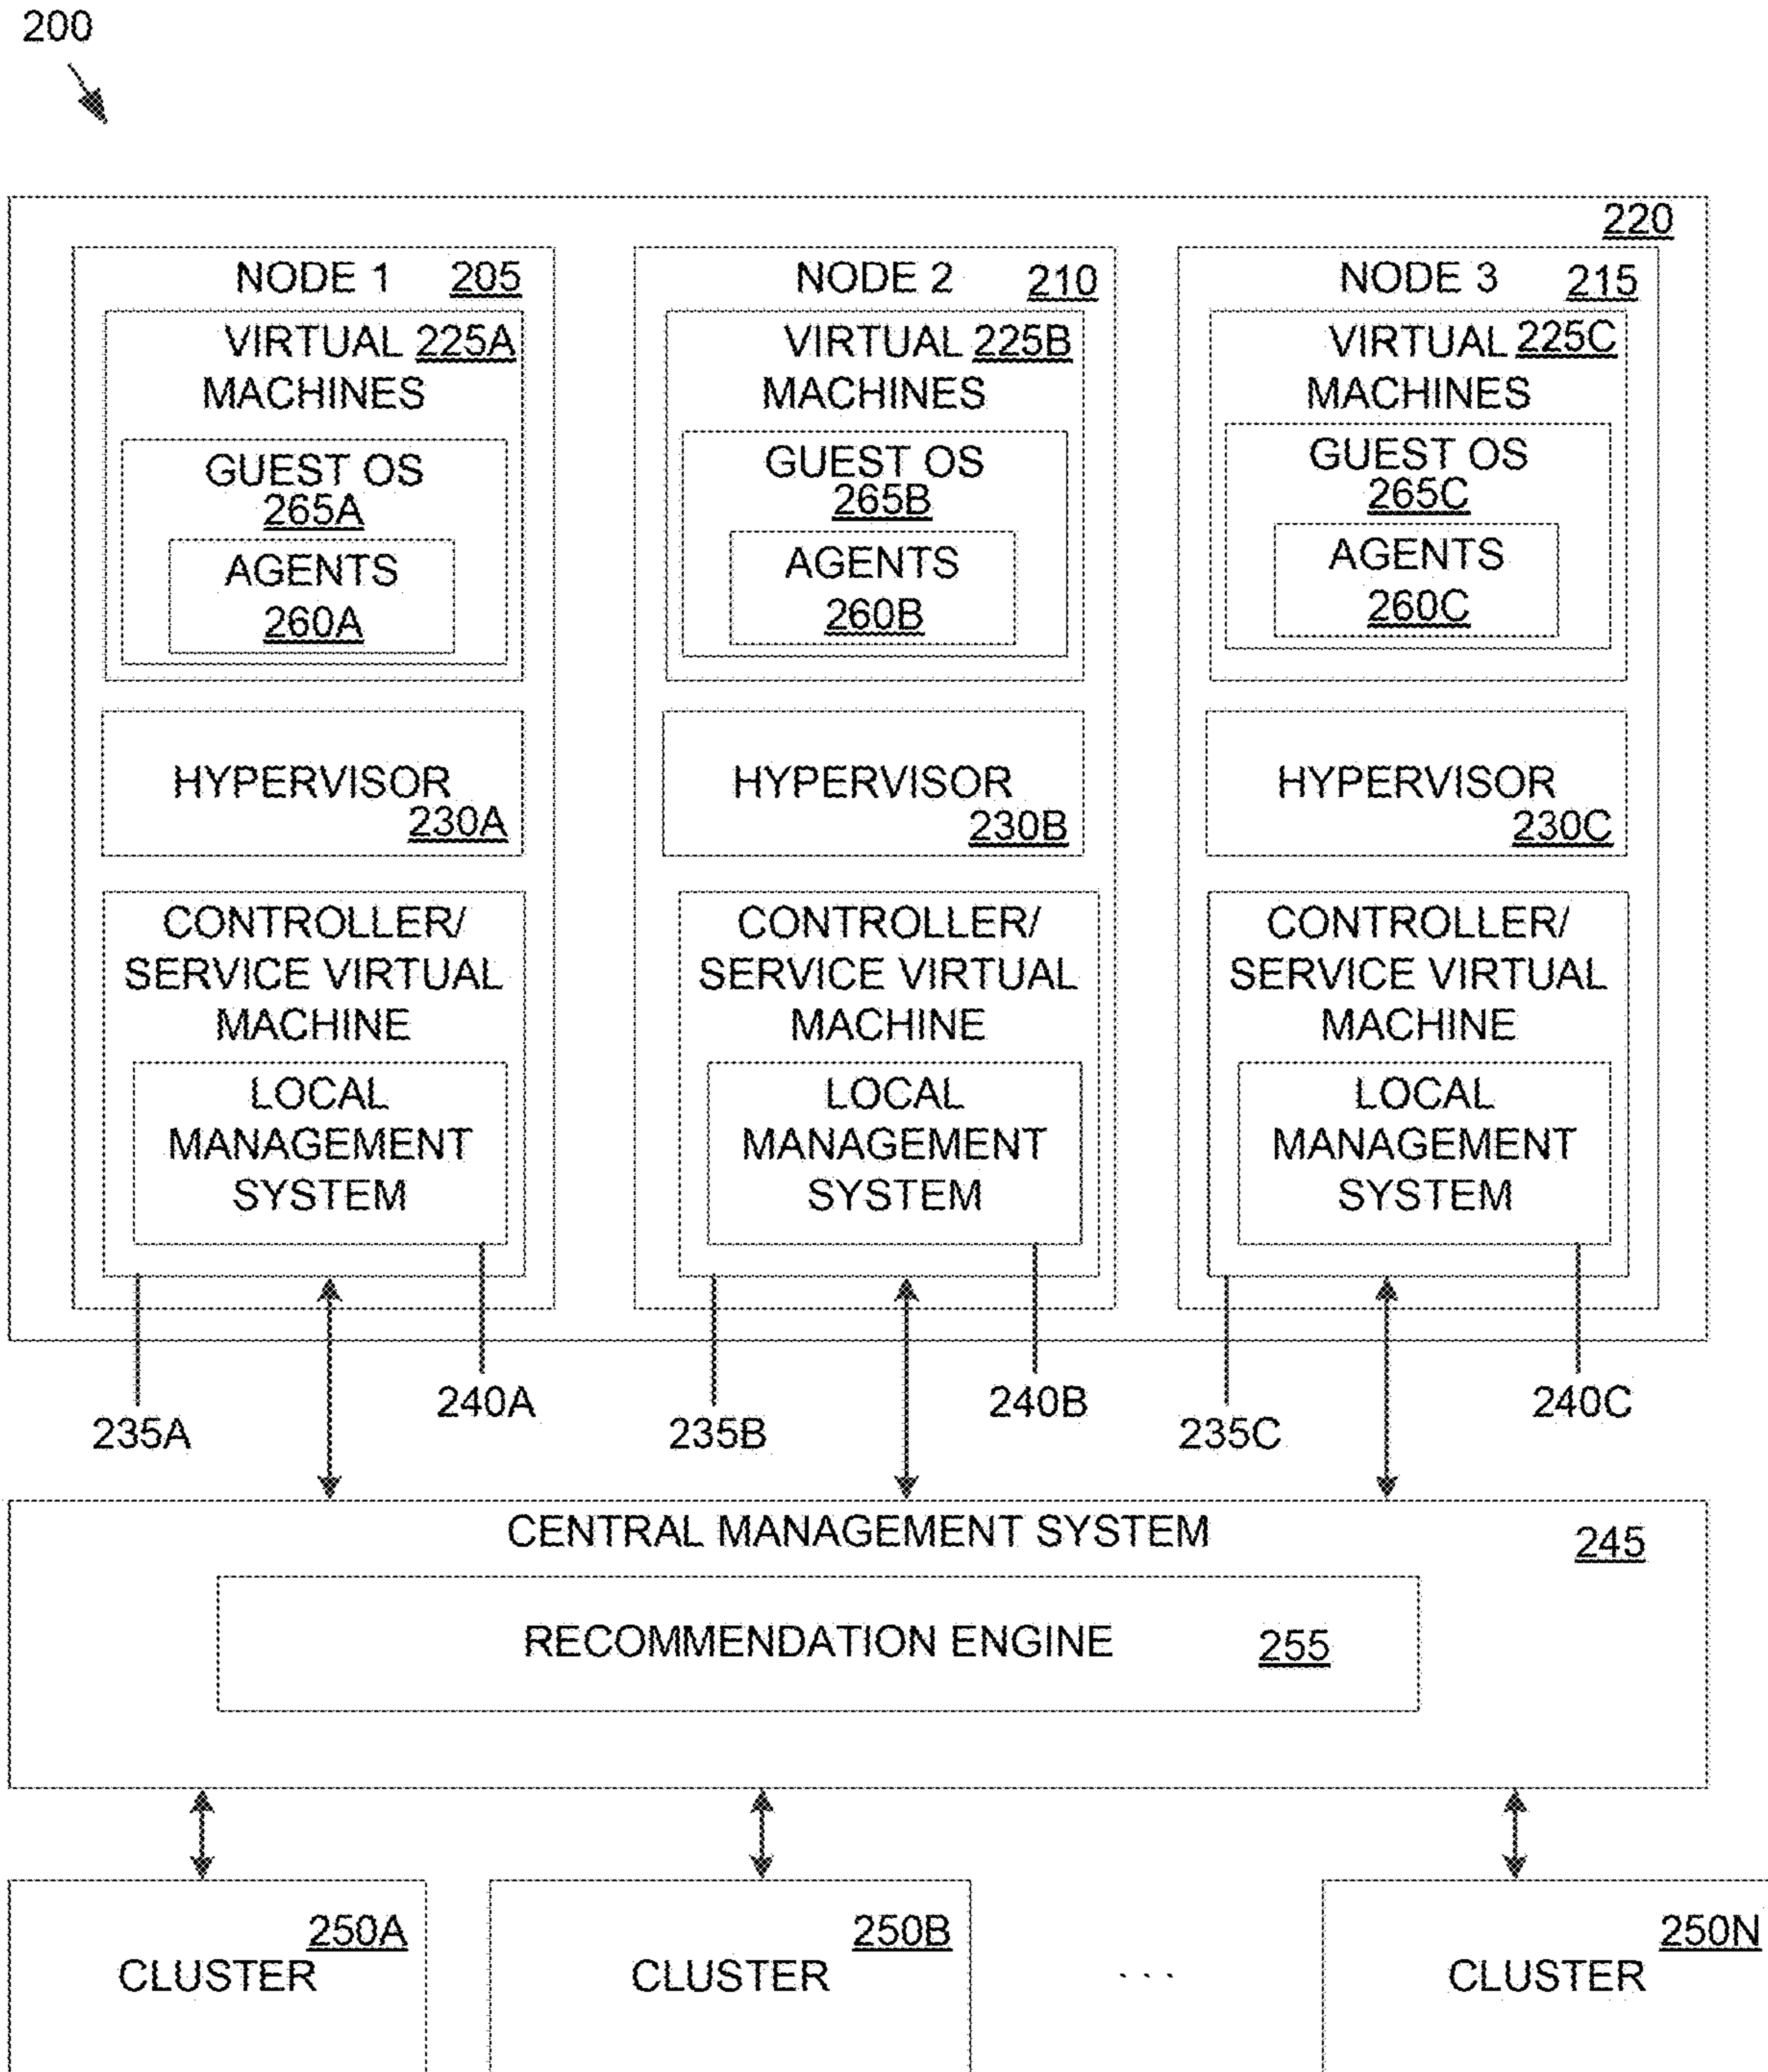 200
220
NODE 1 205
VIRTUAL 225A
MACHINES
GUEST OS
265A
AGENTS
260A
HYPERVISOR
230A
CONTROLLER/
SERVICE VIRTUAL
MACHINE
LOCAL
MANAGEMENT
SYSTEM
235A
240A
NODE 2 210
VIRTUAL 225B
MACHINES
GUEST OS
265B
AGENTS
260B
HYPERVISOR
230B
CONTROLLER/
SERVICE VIRTUAL
MACHINE
LOCAL
MANAGEMENT
SYSTEM
235B
240B
NODE 3 215
VIRTUAL 225C
MACHINES
GUEST OS
265C
AGENTS
260C
HYPERVISOR
230C
CONTROLLER/
SERVICE VIRTUAL
MACHINE
LOCAL
MANAGEMENT
SYSTEM
235C
240C
CENTRAL MANAGEMENT SYSTEM 245
RECOMMENDATION ENGINE 255
250A
CLUSTER
250B
CLUSTER
. . .
250N
CLUSTER